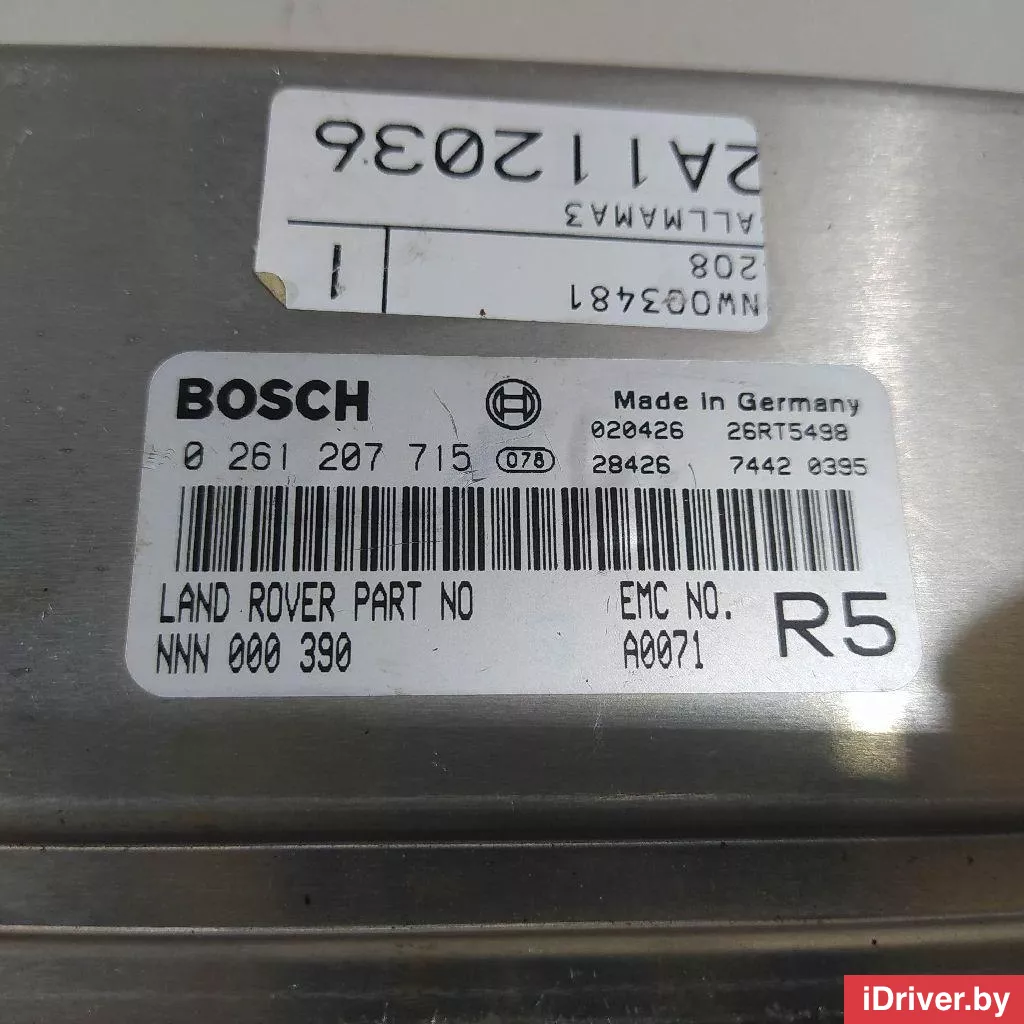 2A112036
ALLMAMA3
208
1
NW003481
BOSCH
Made in Germany
0 261 207 715
078
020426 26RT5498
28426 7442 0395
LAND ROVER PART NO
NNN 000 390
EMC NO.
A0071
R5
iDriver.by